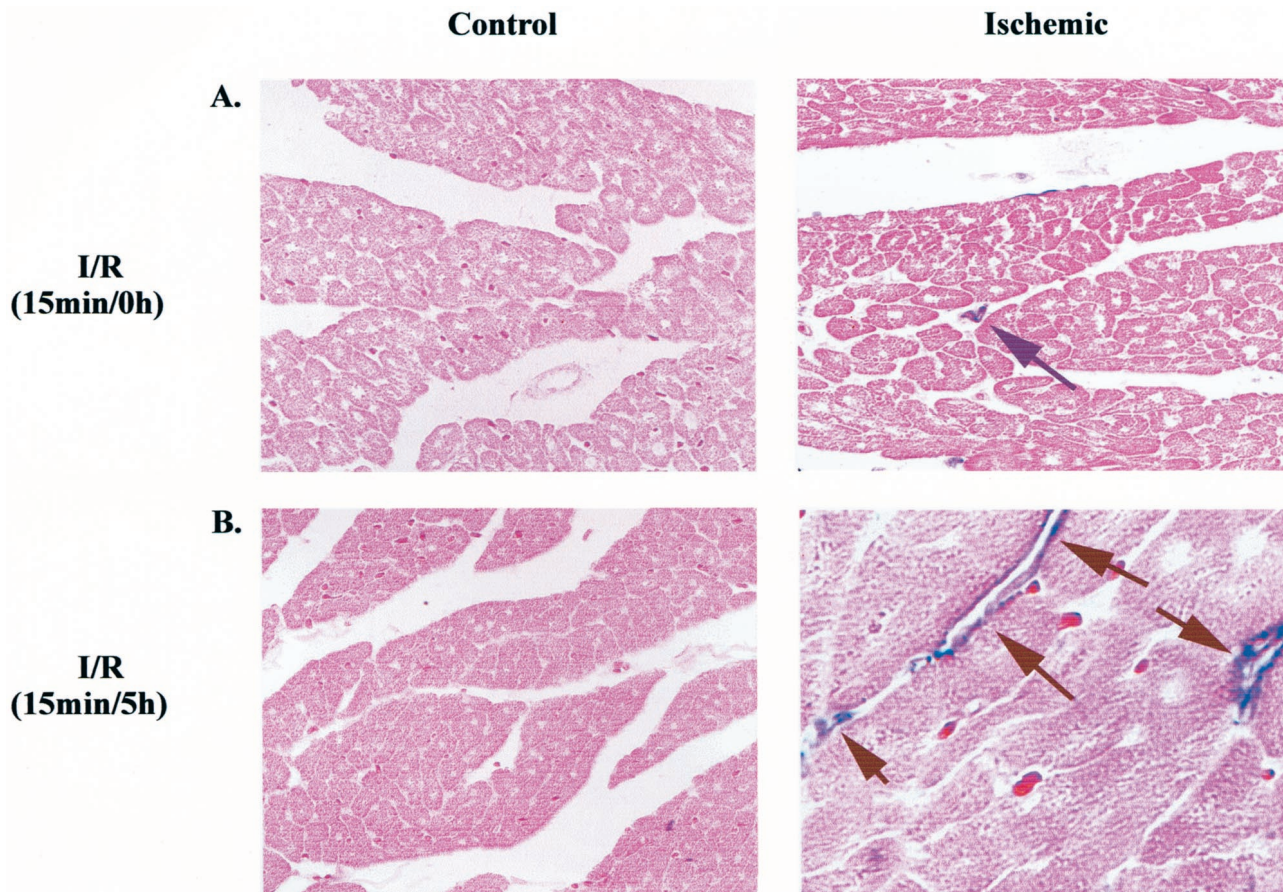 Control
Ischemic
A.
I/R
(15min/0h)
B.
I/R
(15min/5h)